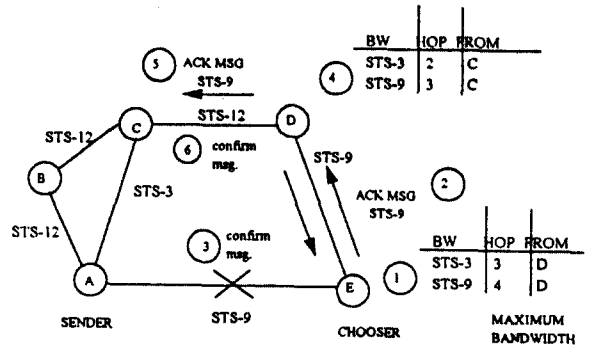 BW HOP FROM
STS-3 2 C
STS-9 3 C
5 ACK MSG
STS-9
4
STS-12
C
D
STS-12
6 confirm
msg.
STS-9
B
STS-3
ACK MSG
STS-9
2
STS-12
3 confirm
msg.
BW HOP FROM
STS-3 3 D
STS-9 4 D
A
E
1
STS-9
SENDER
CHOOSER
MAXIMUM
BANDWIDTH